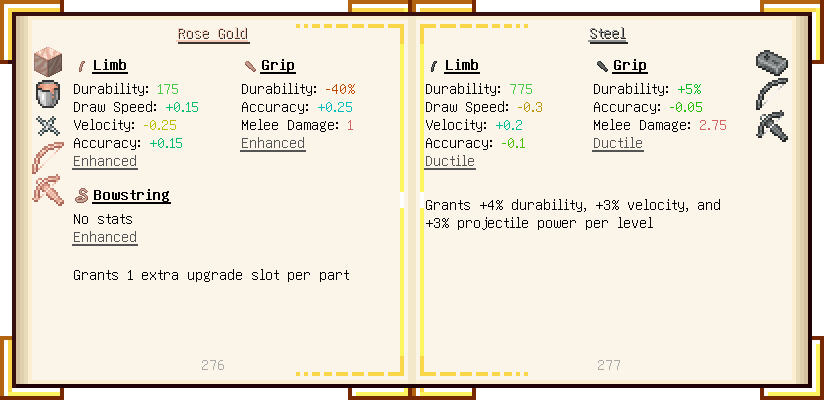 Rose Gold
Limb
Durability: 175
Draw Speed: +0.15
Velocity: -0.25
Accuracy: +0.15
Enhanced
Grip
Durability: -40%
Accuracy: +0.25
Melee Damage: 1
Enhanced
Bowstring
No stats
Enhanced
Grants 1 extra upgrade slot per part
276
Steel
Limb
Durability: 775
Draw Speed: -0.3
Velocity: +0.2
Accuracy: -0.1
Ductile
Grip
Durability: +5%
Accuracy: -0.05
Melee Damage: 2.75
Ductile
Grants +4% durability, +3% velocity, and
+3% projectile power per level
277